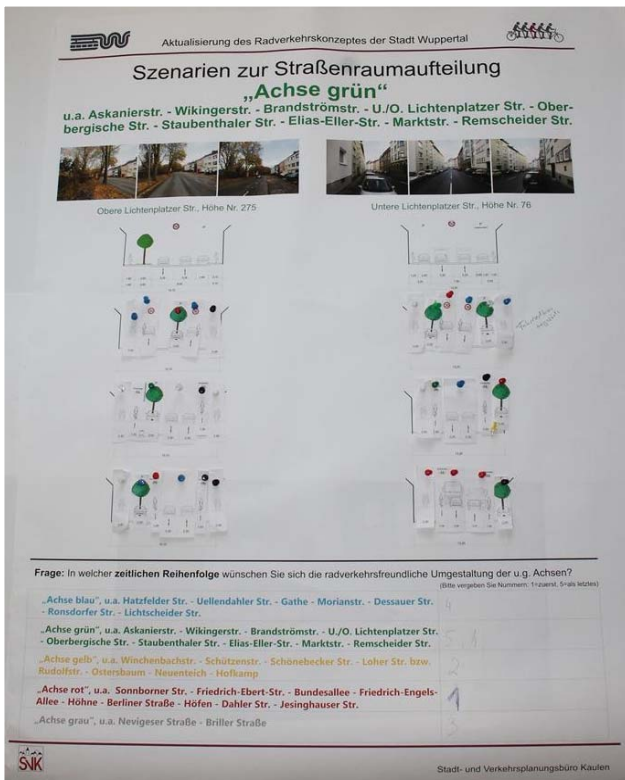 Aktualisierung des Radverkehrskonzeptes der Stadt Wuppertal
Szenarien zur Straßenraumaufteilung
„Achse grün“
u.a. Askanierstr. - Wikingerstr. - Brandströmstr. - U./O. Lichtenplatzer Str. - Ober-
bergische Str. - Staubenthaler Str. - Elias-Eller-Str. - Marktstr. - Remscheider Str.
Obere Lichtenplatzer Str., Höhe Nr. 275
Untere Lichtenplatzer Str., Höhe Nr. 76
Frage: In welcher zeitlichen Reihenfolge wünschen Sie sich die radverkehrsfreundliche Umgestaltung der u.g. Achsen?
(Bitte vergeben Sie Nummern: 1=zuerst, 5=als letztes)
„Achse blau“, u.a. Hatzfelder Str. - Uellendahler Str. - Gathe - Morianstr. - Dessauer Str.
- Ronsdorfer Str. - Lichtscheider Str.
4
„Achse grün“, u.a. Askanierstr. - Wikingerstr. - Brandströmstr. - U./O. Lichtenplatzer Str.
- Oberbergische Str. - Staubenthaler Str. - Elias-Eller-Str. - Marktstr. - Remscheider Str.
„Achse gelb“, u.a. Winchenbachstr. - Schützenstr. - Schönebecker Str. - Loher Str. bzw.
Rudolfstr. - Ostersbaum - Neuenteich - Hofkamp
2
„Achse rot“, u.a. Sonnborner Str. - Friedrich-Ebert-Str. - Bundesallee - Friedrich-Engels-
Allee - Höhne - Berliner Straße - Höfen - Dahler Str. - Jesinghauser Str.
1
„Achse grau“, u.a. Nevigeser Straße - Briller Straße
3
SVK
Stadt- und Verkehrsplanungsbüro Kaulen